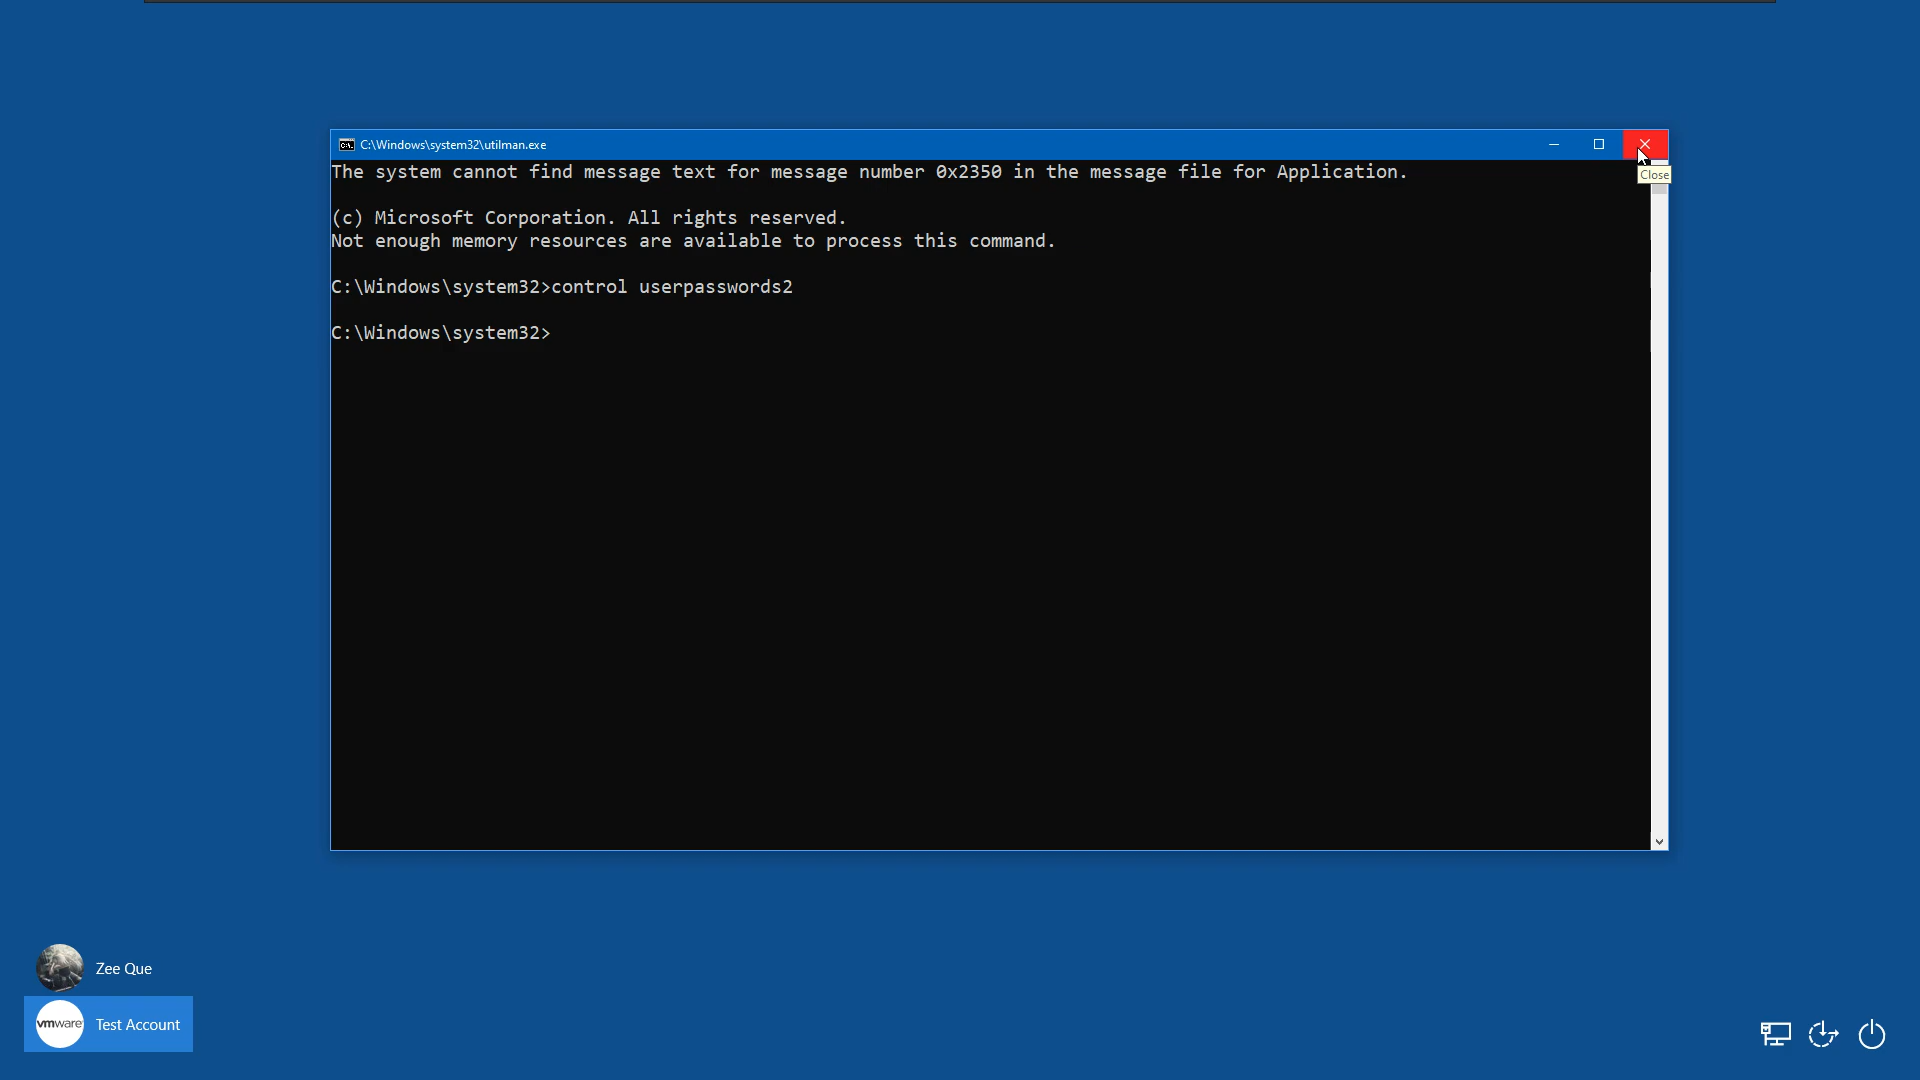 C:\Windows\system32\utilman.exe
The system cannot find message text for message number 0x2350 in the message file for Application.
Close
(c) Microsoft Corporation. All rights reserved.
Not enough memory resources are available to process this command.
C:\Windows\system32>control userpasswords2
C:\Windows\system32>
Zee Que
vmware
Test Account